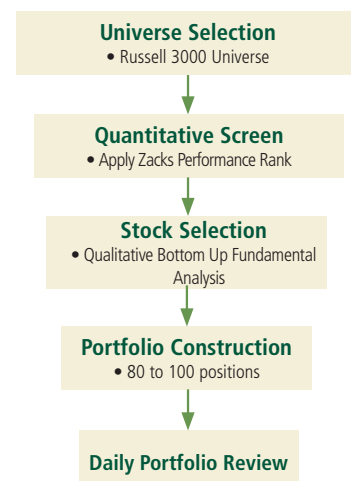 Universe Selection
• Russell 3000 Universe
Quantitative Screen
• Apply Zacks Performance Rank
Stock Selection
• Qualitative Bottom Up Fundamental
Analysis
Portfolio Construction
• 80 to 100 positions
Daily Portfolio Review